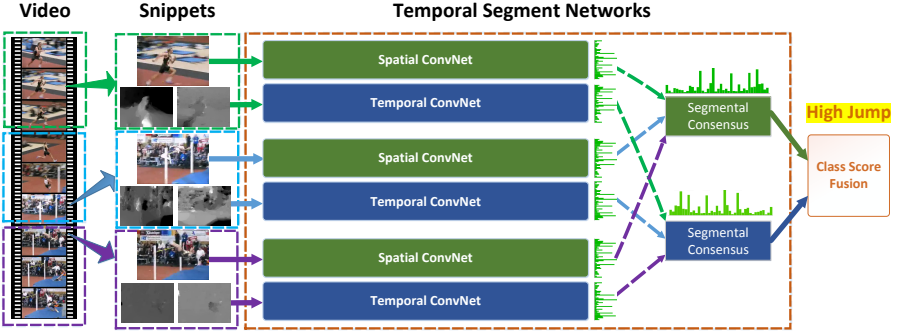 Video
Snippets
Temporal Segment Networks
Spatial ConvNet
Temporal ConvNet
Spatial ConvNet
Temporal ConvNet
Spatial ConvNet
Temporal ConvNet
Segmental
Consensus
Segmental
Consensus
High Jump
Class Score
Fusion